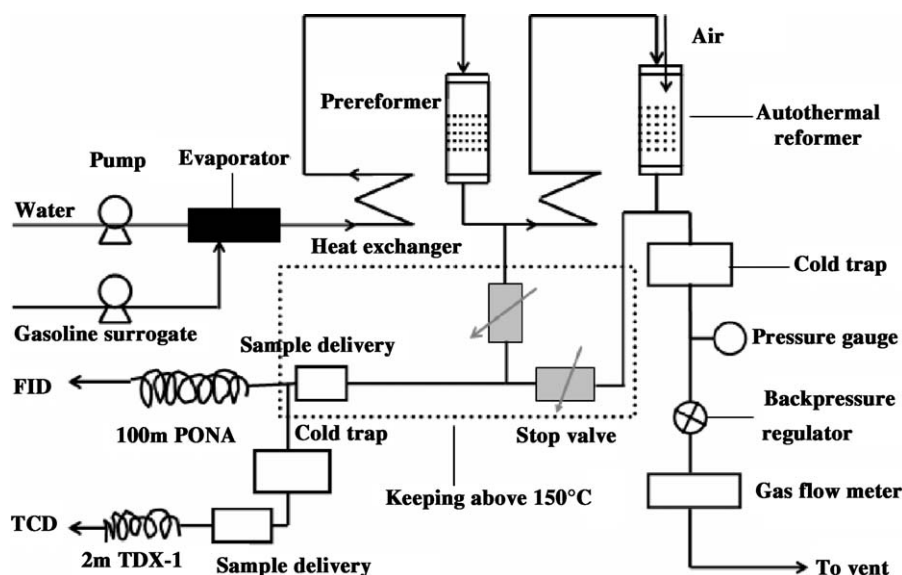 Air
Prereformer
Autothermal
reformer
Pump
Evaporator
Water
Heat exchanger
Cold trap
Gasoline surrogate
Sample delivery
Pressure gauge
FID
100m PONA
Cold trap
Stop valve
Backpressure
regulator
Keeping above 150°C
Gas flow meter
TCD
2m TDX-1
Sample delivery
To vent